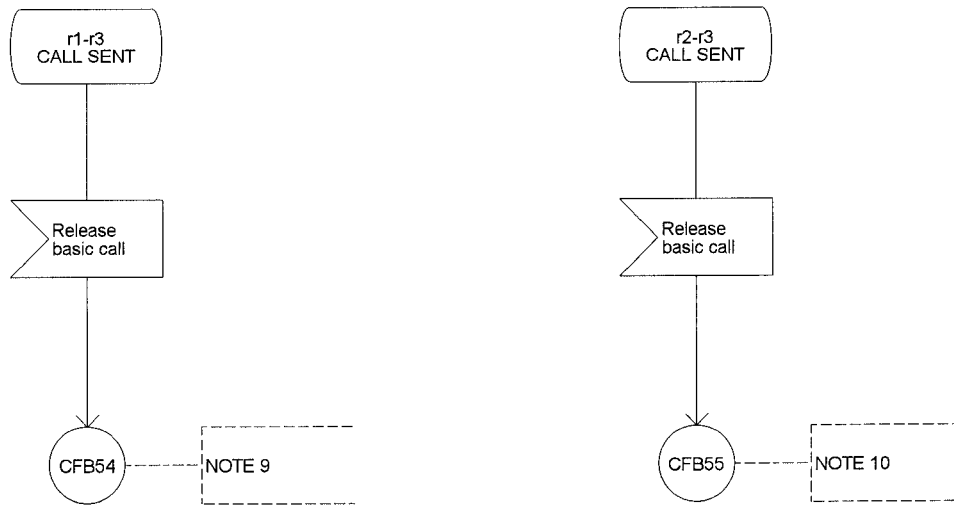 r1-r3
CALL SENT
Release
basic call
CFB54
NOTE 9
r2-r3
CALL SENT
Release
basic call
CFB55
NOTE 10